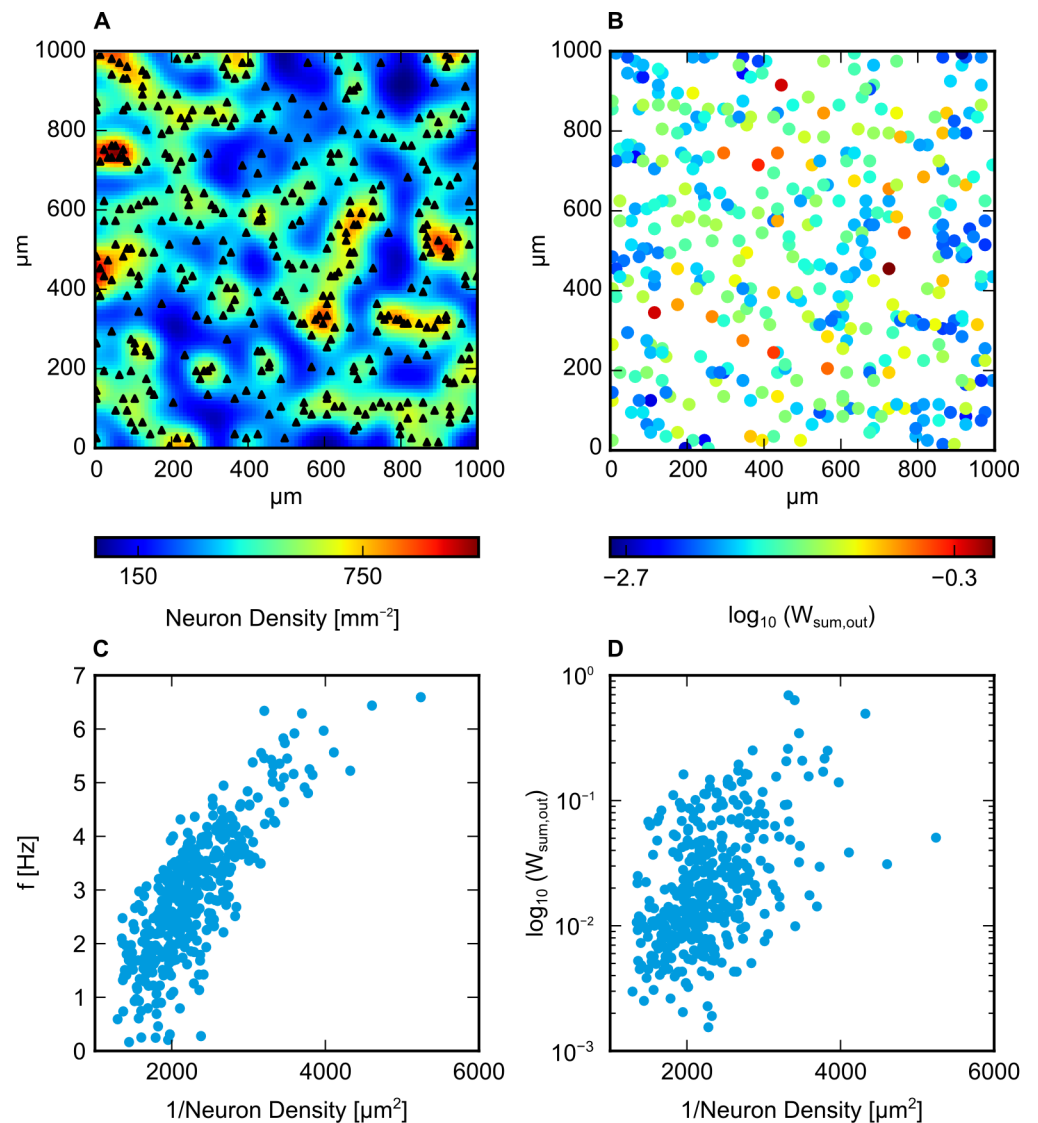 A
B
1000
800
600
400
200
0
µm
0 200 400 600 800 1000
µm
1000
800
600
400
200
0
µm
0 200 400 600 800 1000
µm
150 750
Neuron Density [mm⁻²]
−2.7 −0.3
log₁₀ (Wsum,out)
C
D
7
6
5
4
3
2
1
0
f [Hz]
2000 4000 6000
1/Neuron Density [µm²]
10⁰
10⁻¹
10⁻²
10⁻³
log₁₀ (Wsum,out)
0 2000 4000 6000
1/Neuron Density [µm²]